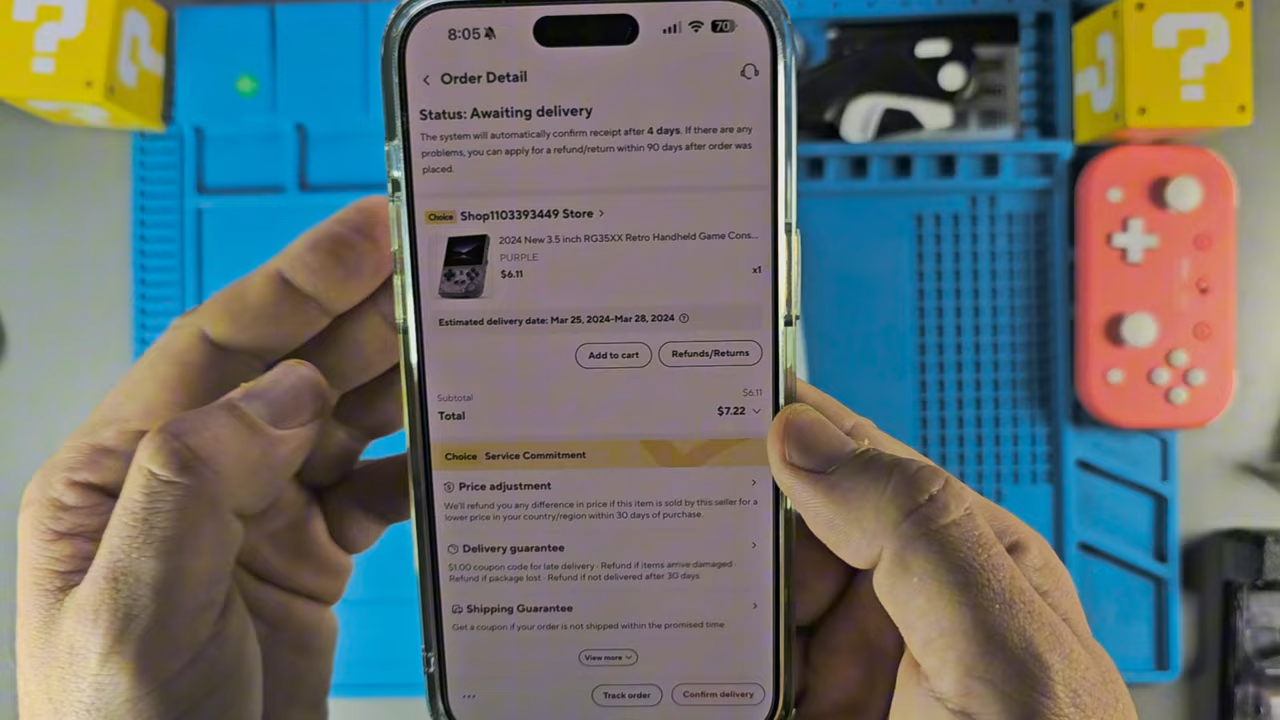 ? ? ?
8:05 70
Order Detail
Status: Awaiting delivery
The system will automatically confirm receipt after 4 days. If there are any
problems, you can apply for a refund/return within 90 days after order was
placed.
Choice Shop1103393449 Store >
2024 New 3.5 inch RG35XX Retro Handheld Game Cons...
PURPLE
$6.11 x1
Estimated delivery date: Mar 25, 2024-Mar 28, 2024 ?
Add to cart Refunds/Returns
Subtotal $6.11
Total $7.22
Choice Service Commitment
Price adjustment
We'll refund you any difference in price if this item is sold by this seller for a
lower price in your country/region within 30 days of purchase.
Delivery guarantee
$1.00 coupon code for late delivery · Refund if items arrive damaged ·
Refund if package lost · Refund if not delivered after 30 days
Shipping Guarantee
Get a coupon if your order is not shipped within the promised time
View more
... Track order Confirm delivery